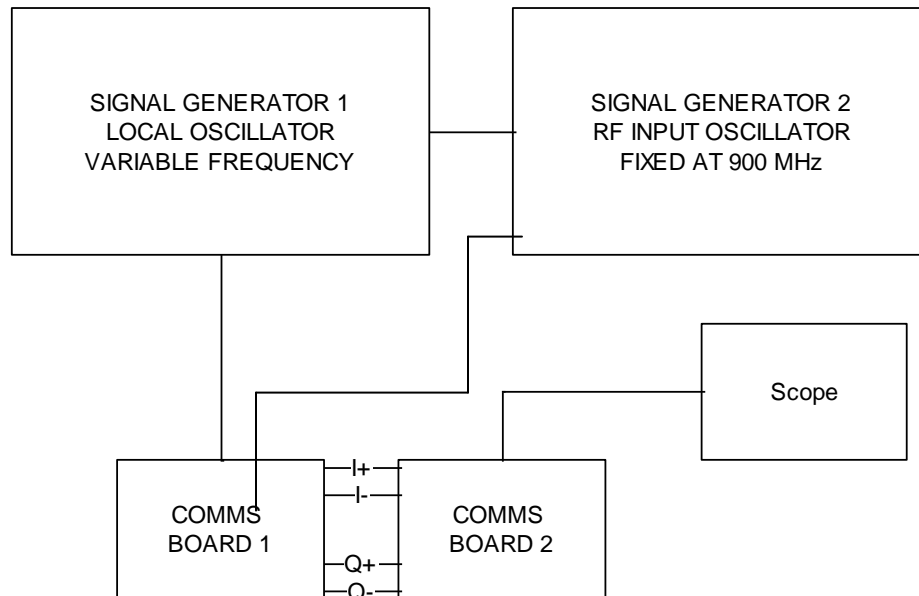 SIGNAL GENERATOR 1
LOCAL OSCILLATOR
VARIABLE FREQUENCY
SIGNAL GENERATOR 2
RF INPUT OSCILLATOR
FIXED AT 900 MHz
Scope
COMMS
BOARD 1
I+
I-
Q+
Q-
COMMS
BOARD 2